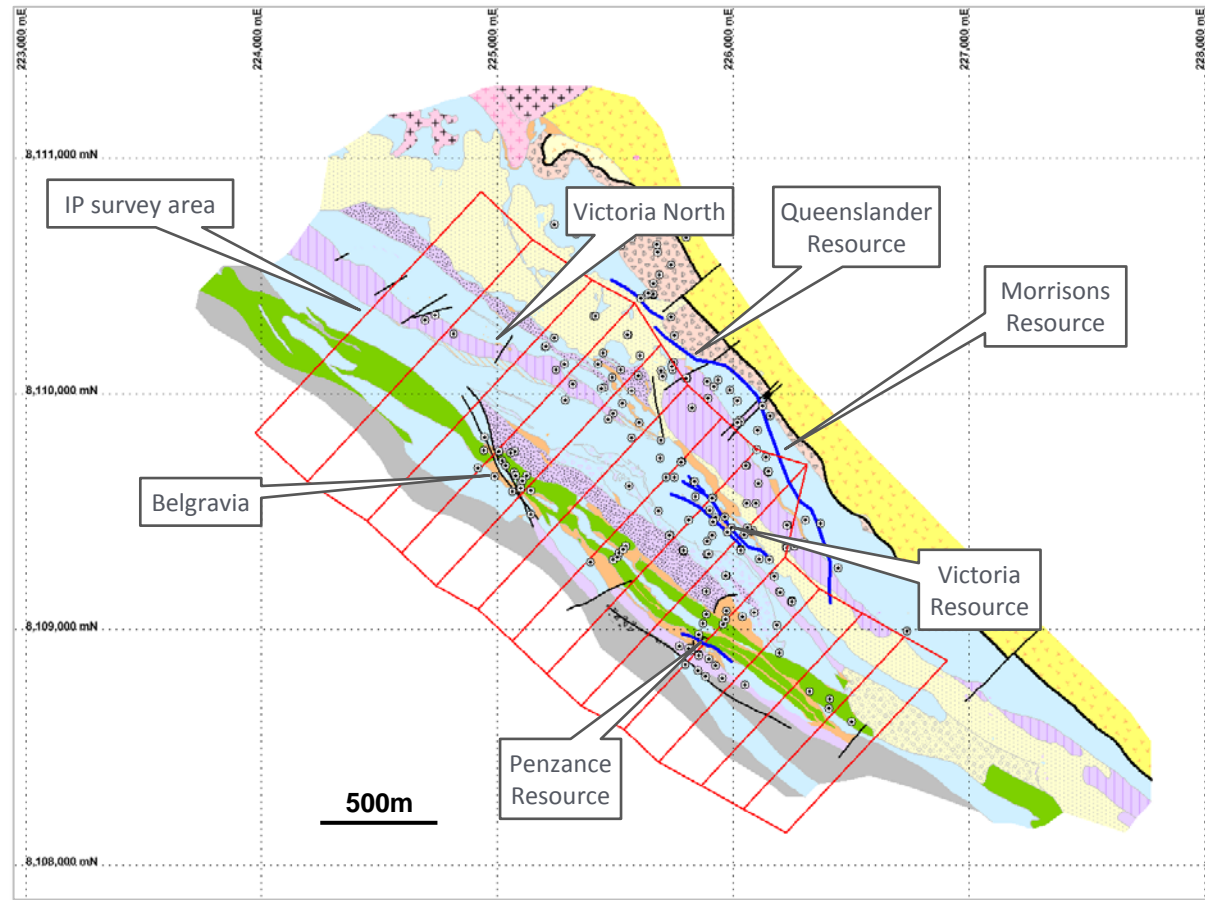 223,000 mE
224,000 mE
225,000 mE
226,000 mE
227,000 mE
228,000 mE
8,111,000 mN
IP survey area
Victoria North
Queenslander
Resource
Morrisons
Resource
8,110,000 mN
Belgravia
Victoria
Resource
8,109,000 mN
Penzance
Resource
500m
8,108,000 mN